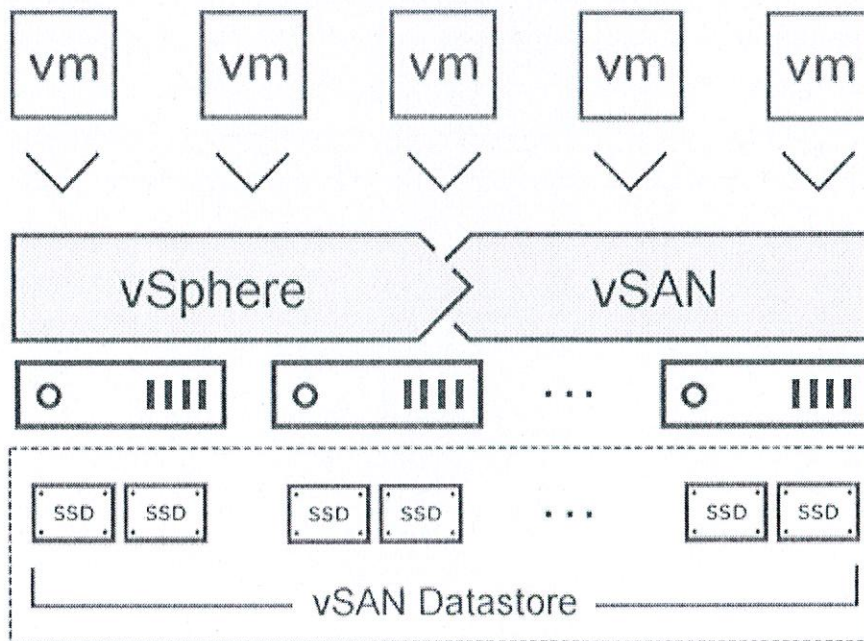 vm vm vm vm vm
vSphere vSAN
...
SSD SSD SSD SSD ... SSD SSD
vSAN Datastore